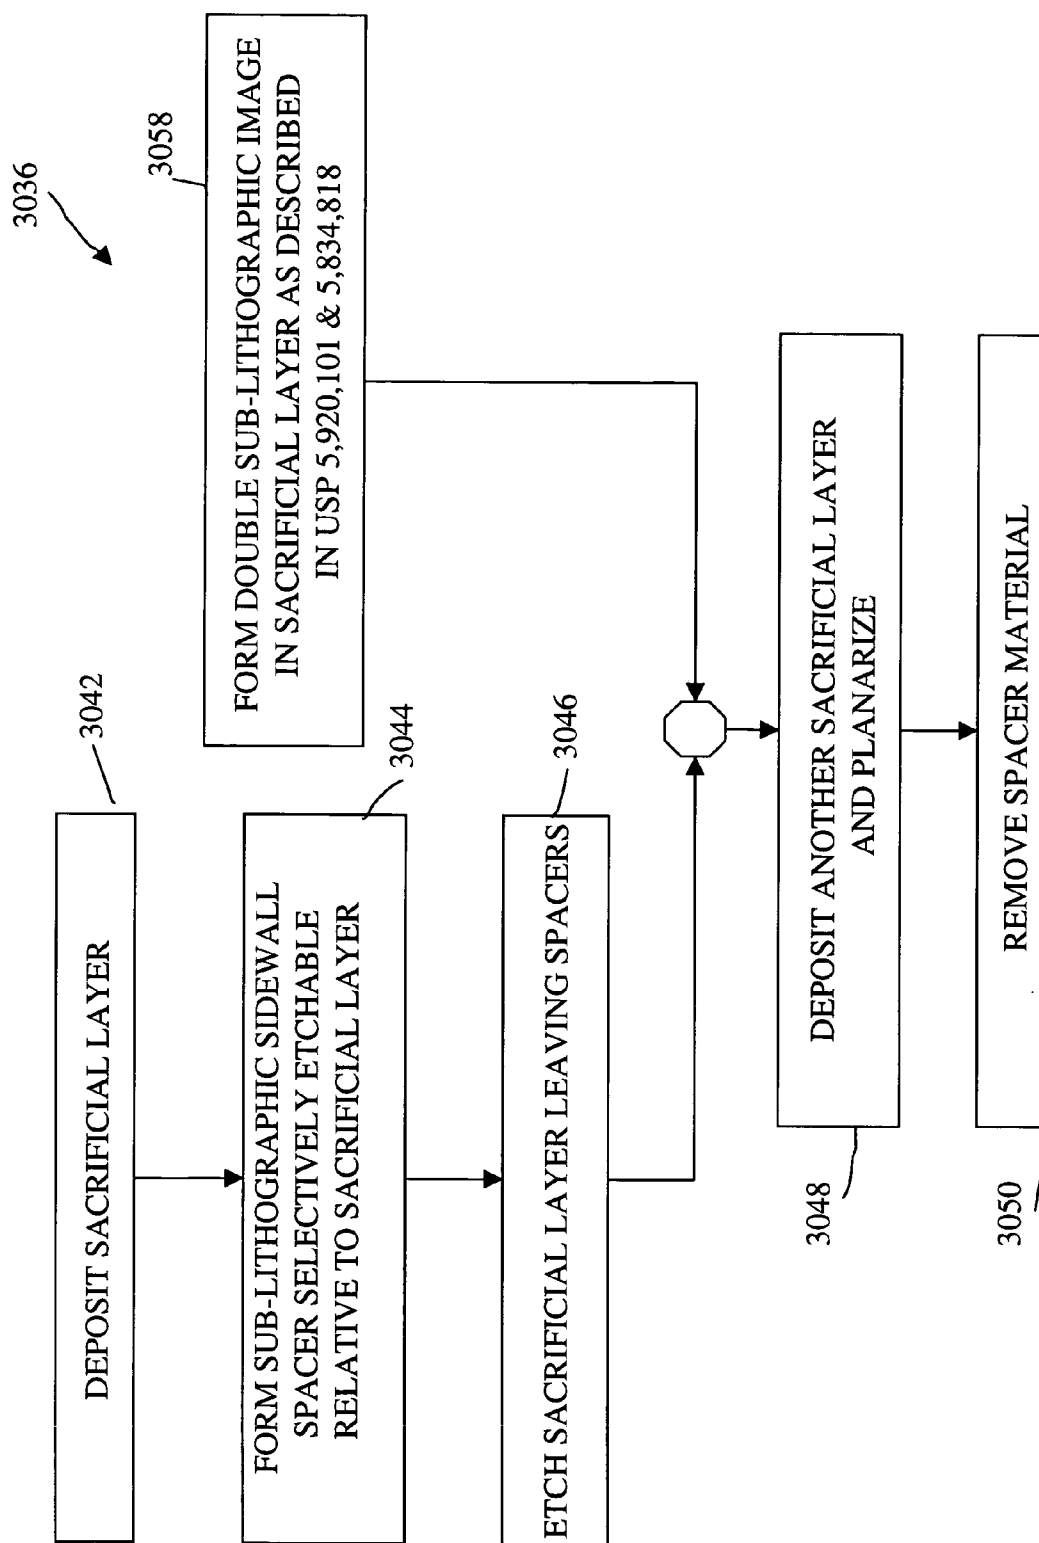 3036
3042
DEPOSIT SACRIFICIAL LAYER
3058
FORM DOUBLE SUB-LITHOGRAPHIC IMAGE
IN SACRIFICIAL LAYER AS DESCRIBED
IN USP 5,920,101 & 5,834,818
3044
FORM SUB-LITHOGRAPHIC SIDEWALL
SPACER SELECTIVELY ETCHABLE
RELATIVE TO SACRIFICIAL LAYER
3046
ETCH SACRIFICIAL LAYER LEAVING SPACERS
3048
DEPOSIT ANOTHER SACRIFICIAL LAYER
AND PLANARIZE
3050
REMOVE SPACER MATERIAL